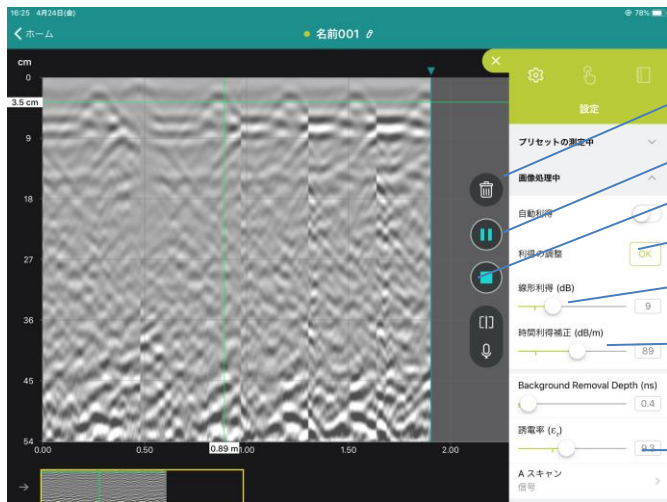 16:25 4月24日(金)
78%
ホーム
名前001
cm
0
3.5 cm
9
18
27
36
45
54
0.00
0.50
0.89 m
1.00
1.50
2.00
設定
プリセットの測定中
画像処理中
自動利得
利得の調整
OK
線形利得 (dB)
9
時間利得補正 (dB/m)
89
Background Removal Depth (ns)
0.4
誘電率 (εr)
9.3
A スキャン
信号